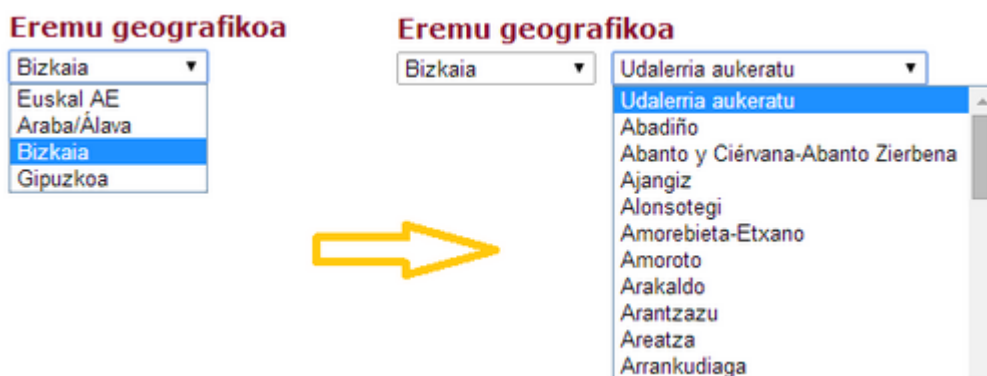 Eremu geografikoa
Bizkaia
Euskal AE
Araba/Álava
Bizkaia
Gipuzkoa
Eremu geografikoa
Bizkaia
Udalerria aukeratu
Udalerria aukeratu
Abadiño
Abanto y Ciérvana-Abanto Zierbena
Ajangiz
Alonsotegi
Amorebieta-Etxano
Amoroto
Arakaldo
Arantzazu
Areatza
Arrankudiaga